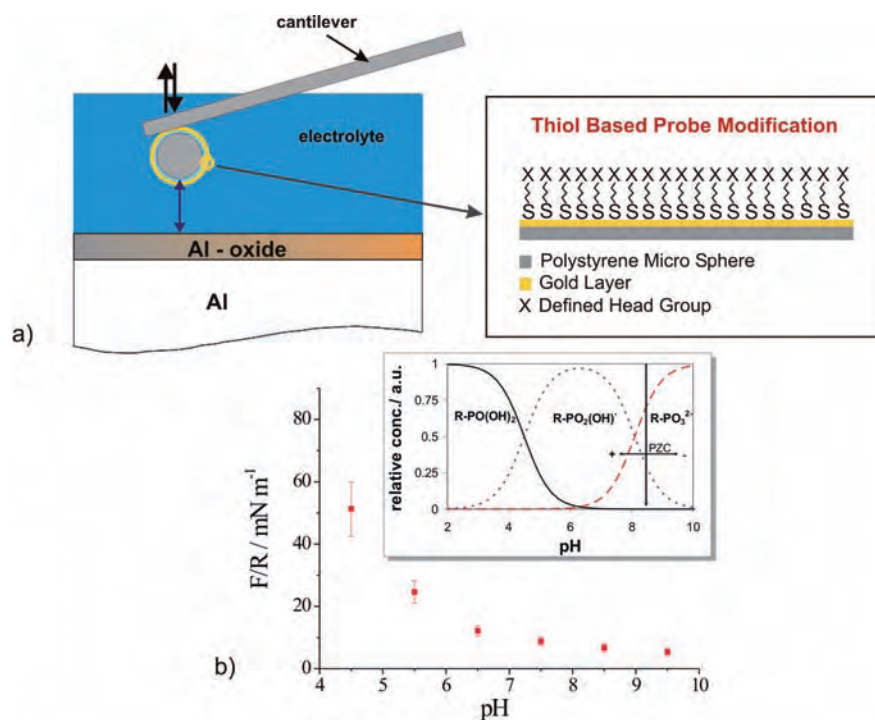 cantilever
electrolyte
Al - oxide
Al
a)
Thiol Based Probe Modification
X X X X X X X X X X X X X X X X X X
S S S S S S S S S S S S S S S S S S
Polystyrene Micro Sphere
Gold Layer
X Defined Head Group
b)
F/R / mN m⁻¹
80
60
40
20
0
4 5 6 7 8 9 10
pH
relative conc./ a.u.
1
0.75
0.5
0.25
0
R-PO(OH)₂
R-PO₂(OH)⁻
R-PO₃²⁻
+ PZC -
2 4 6 8 10
pH